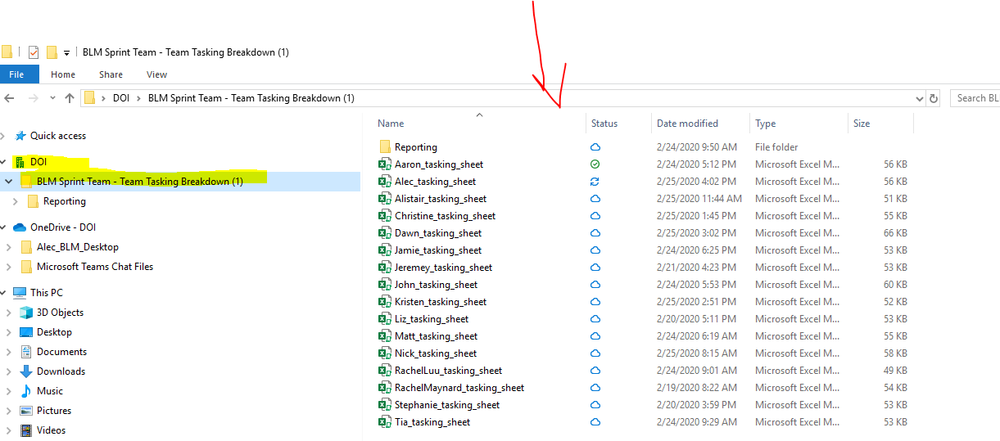 BLM Sprint Team - Team Tasking Breakdown (1)
File Home Share View
DOI BLM Sprint Team - Team Tasking Breakdown (1) Search BL
Quick access
DOI
BLM Sprint Team - Team Tasking Breakdown (1)
Reporting
OneDrive - DOI
Alec_BLM_Desktop
Microsoft Teams Chat Files
This PC
3D Objects
Desktop
Documents
Downloads
Music
Pictures
Videos
Name Status Date modified Type Size
Reporting 2/24/2020 9:50 AM File folder
Aaron_tasking_sheet 2/24/2020 5:12 PM Microsoft Excel M... 56 KB
Alec_tasking_sheet 2/25/2020 4:02 PM Microsoft Excel M... 56 KB
Alistair_tasking_sheet 2/25/2020 11:44 AM Microsoft Excel M... 51 KB
Christine_tasking_sheet 2/25/2020 1:45 PM Microsoft Excel M... 55 KB
Dawn_tasking_sheet 2/25/2020 3:02 PM Microsoft Excel M... 66 KB
Jamie_tasking_sheet 2/24/2020 6:25 PM Microsoft Excel M... 53 KB
Jeremey_tasking_sheet 2/21/2020 4:23 PM Microsoft Excel M... 53 KB
John_tasking_sheet 2/24/2020 5:53 PM Microsoft Excel M... 60 KB
Kristen_tasking_sheet 2/25/2020 2:51 PM Microsoft Excel M... 52 KB
Liz_tasking_sheet 2/20/2020 5:11 PM Microsoft Excel M... 53 KB
Matt_tasking_sheet 2/24/2020 6:19 AM Microsoft Excel M... 55 KB
Nick_tasking_sheet 2/25/2020 8:15 AM Microsoft Excel M... 58 KB
RachelLuu_tasking_sheet 2/24/2020 9:01 AM Microsoft Excel M... 49 KB
RachelMaynard_tasking_sheet 2/19/2020 8:22 AM Microsoft Excel M... 54 KB
Stephanie_tasking_sheet 2/20/2020 3:59 PM Microsoft Excel M... 53 KB
Tia_tasking_sheet 2/24/2020 9:29 AM Microsoft Excel M... 53 KB